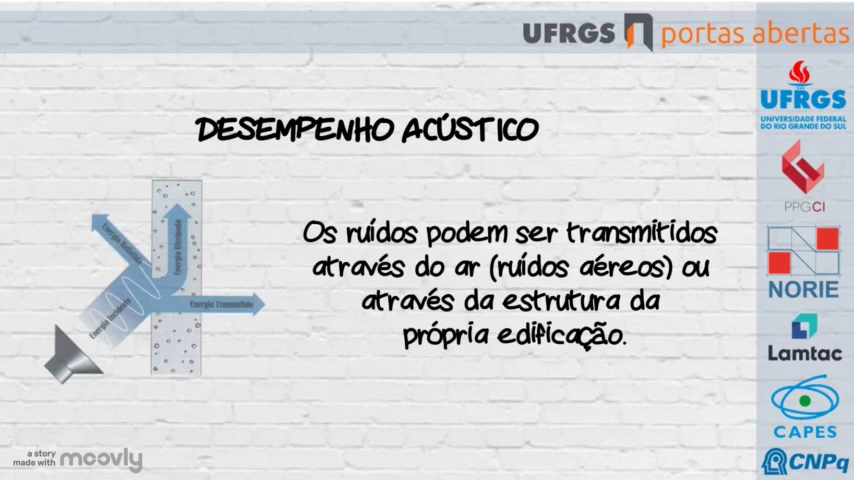 UFRGS portas abertas
UFRGS
UNIVERSIDADE FEDERAL
DO RIO GRANDE DO SUL
DESEMPENHO ACÚSTICO
PPGCI
Energia Refletida
Energia Dissipada
Energia Incidente
Energia Transmitida
Os ruídos podem ser transmitidos
através do ar (ruídos aéreos) ou
através da estrutura da
própria edificação.
NORIE
Lamtac
CAPES
CNPq
a story
made with moovly